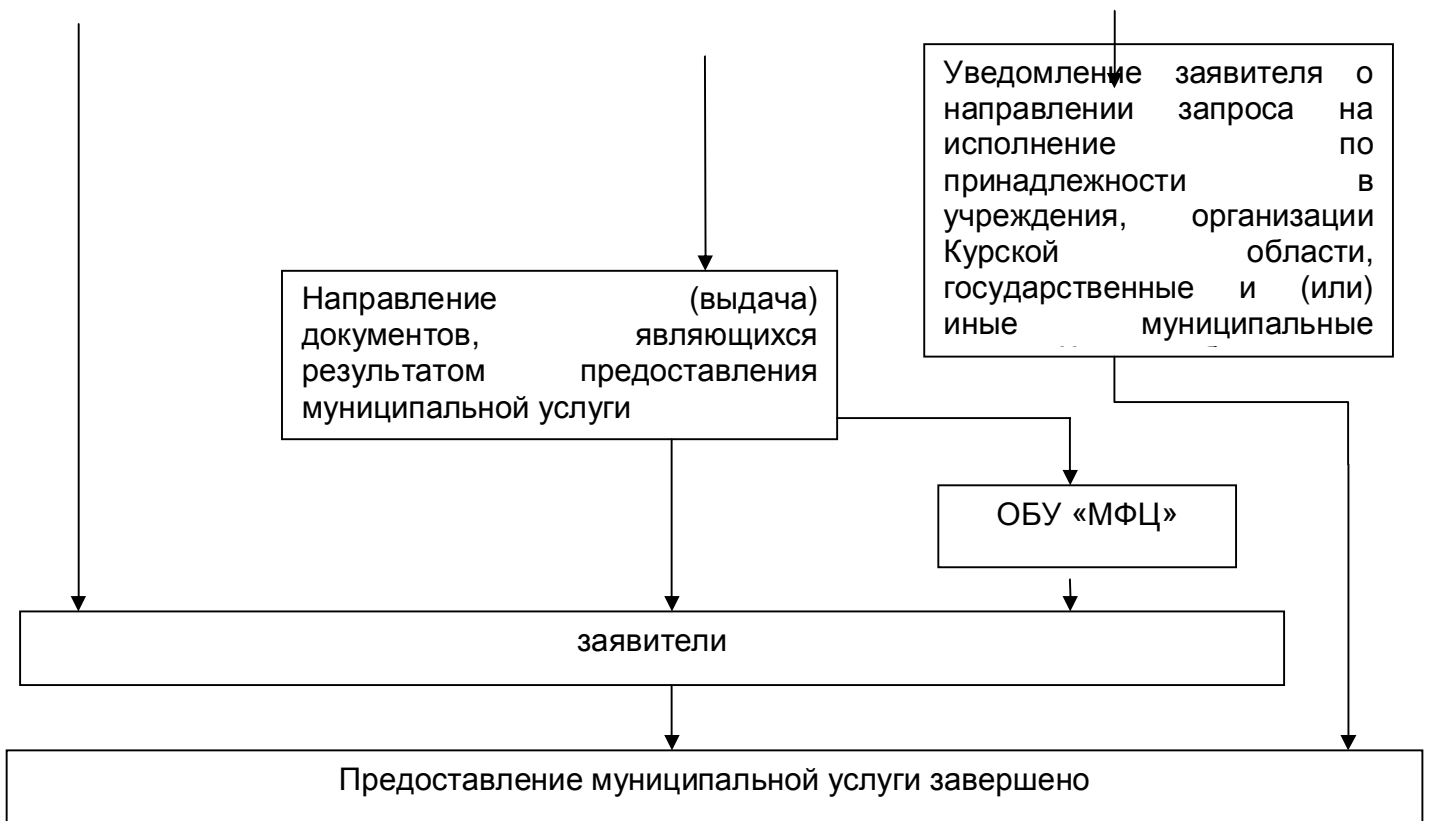 Уведомление заявителя о
направлении запроса на
исполнение по
принадлежности в
учреждения, организации
Курской области,
государственные и (или)
иные муниципальные
Направление (выдача)
документов, являющихся
результатом предоставления
муниципальной услуги
ОБУ «МФЦ»
заявители
Предоставление муниципальной услуги завершено